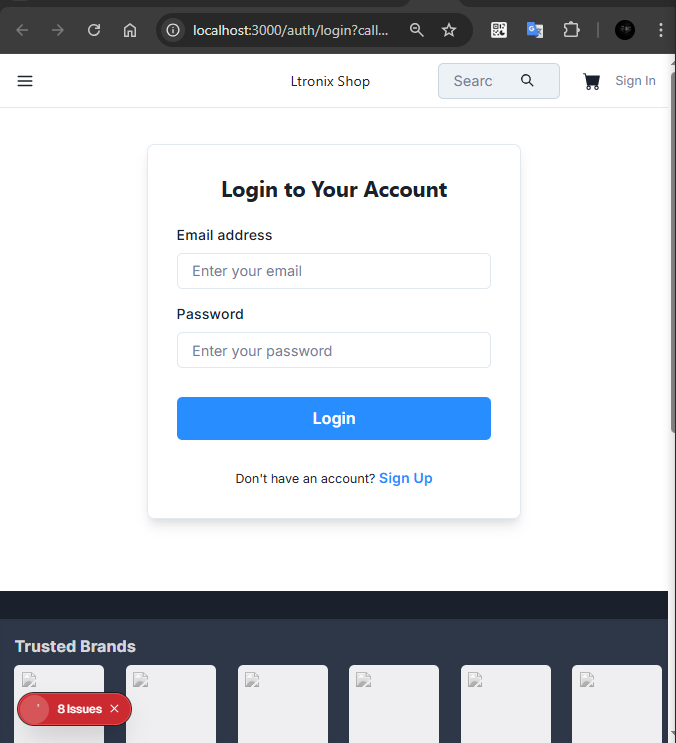 localhost:3000/auth/login?call...
Ltronix Shop
Searc
Sign In
Login to Your Account
Email address
Enter your email
Password
Enter your password
Login
Don't have an account? Sign Up
Trusted Brands
8 Issues